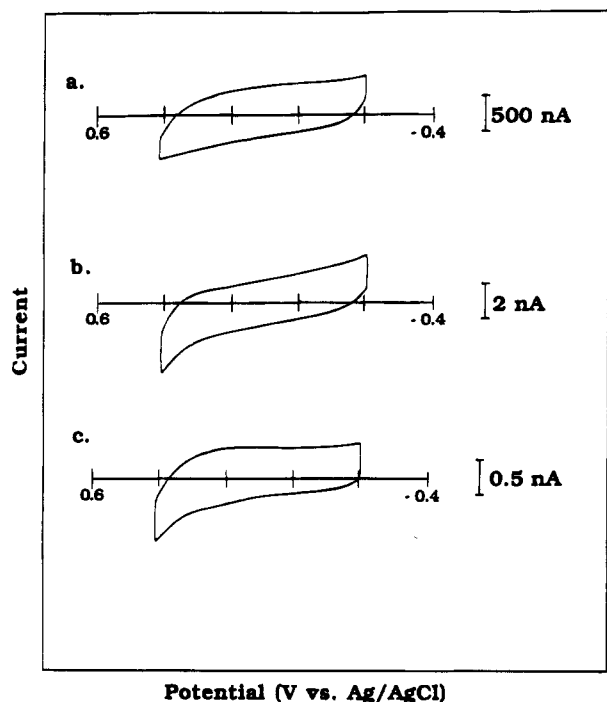 a.
0.6
- 0.4
500 nA
b.
0.6
- 0.4
2 nA
c.
0.6
- 0.4
0.5 nA
Current
Potential (V vs. Ag/AgCl)